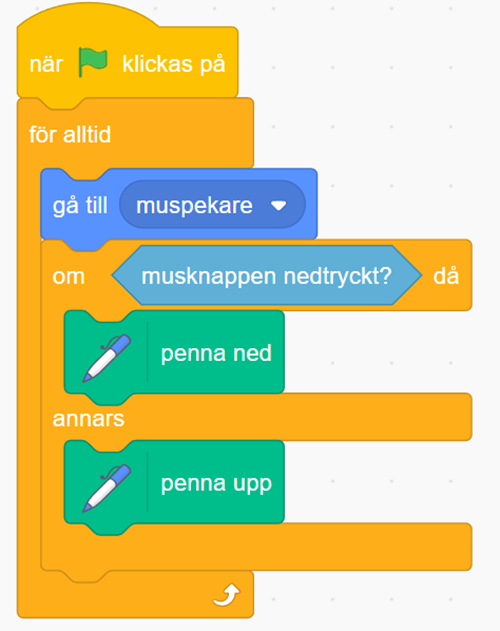 när klickas på
för alltid
gå till muspekare
om musknappen nedtryckt? då
penna ned
annars
penna upp